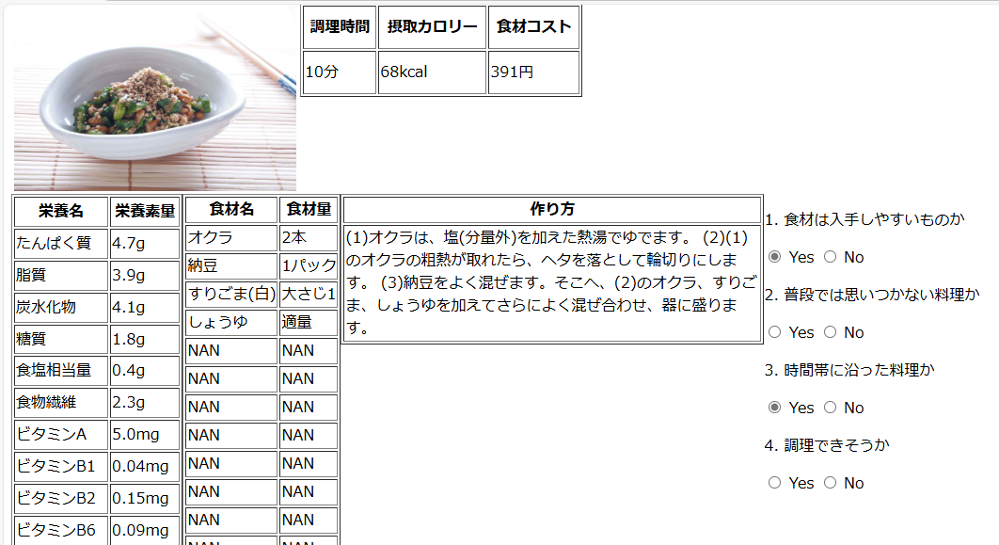 調理時間 摂取カロリー 食材コスト
10分 68kcal 391円
栄養名 栄養素量
たんぱく質 4.7g
脂質 3.9g
炭水化物 4.1g
糖質 1.8g
食塩相当量 0.4g
食物繊維 2.3g
ビタミンA 5.0mg
ビタミンB1 0.04mg
ビタミンB2 0.15mg
ビタミンB6 0.09mg
食材名 食材量
オクラ 2本
納豆 1パック
すりごま(白) 大さじ1
しょうゆ 適量
NAN NAN
NAN NAN
NAN NAN
NAN NAN
NAN NAN
NAN NAN
NAN NAN
作り方
(1)オクラは、塩(分量外)を加えた熱湯でゆでます。 (2)(1)
のオクラの粗熱が取れたら、ヘタを落として輪切りにしま
す。 (3)納豆をよく混ぜます。そこへ、(2)のオクラ、すりご
ま、しょうゆを加えてさらによく混ぜ合わせ、器に盛りま
す。
1. 食材は入手しやすいものか
Yes No
2. 普段では思いつかない料理か
Yes No
3. 時間帯に沿った料理か
Yes No
4. 調理できそうか
Yes No